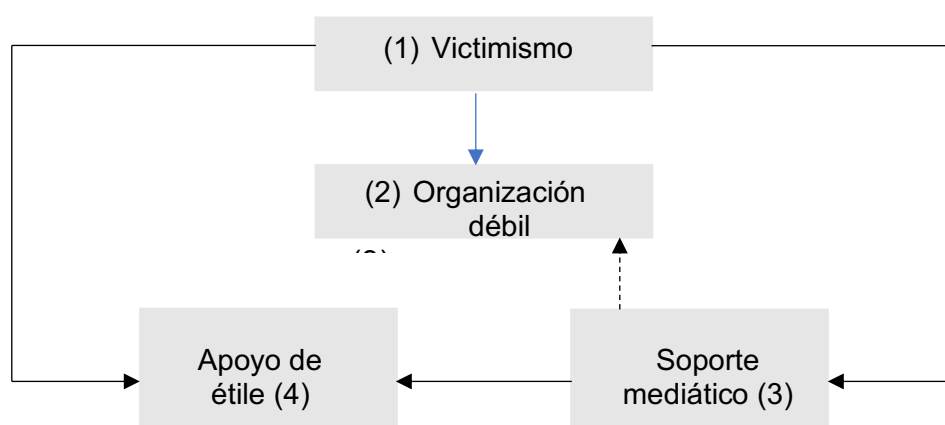 (1) Victimismo
(2) Organización
débil
Apoyo de
étile (4)
Soporte
mediático (3)